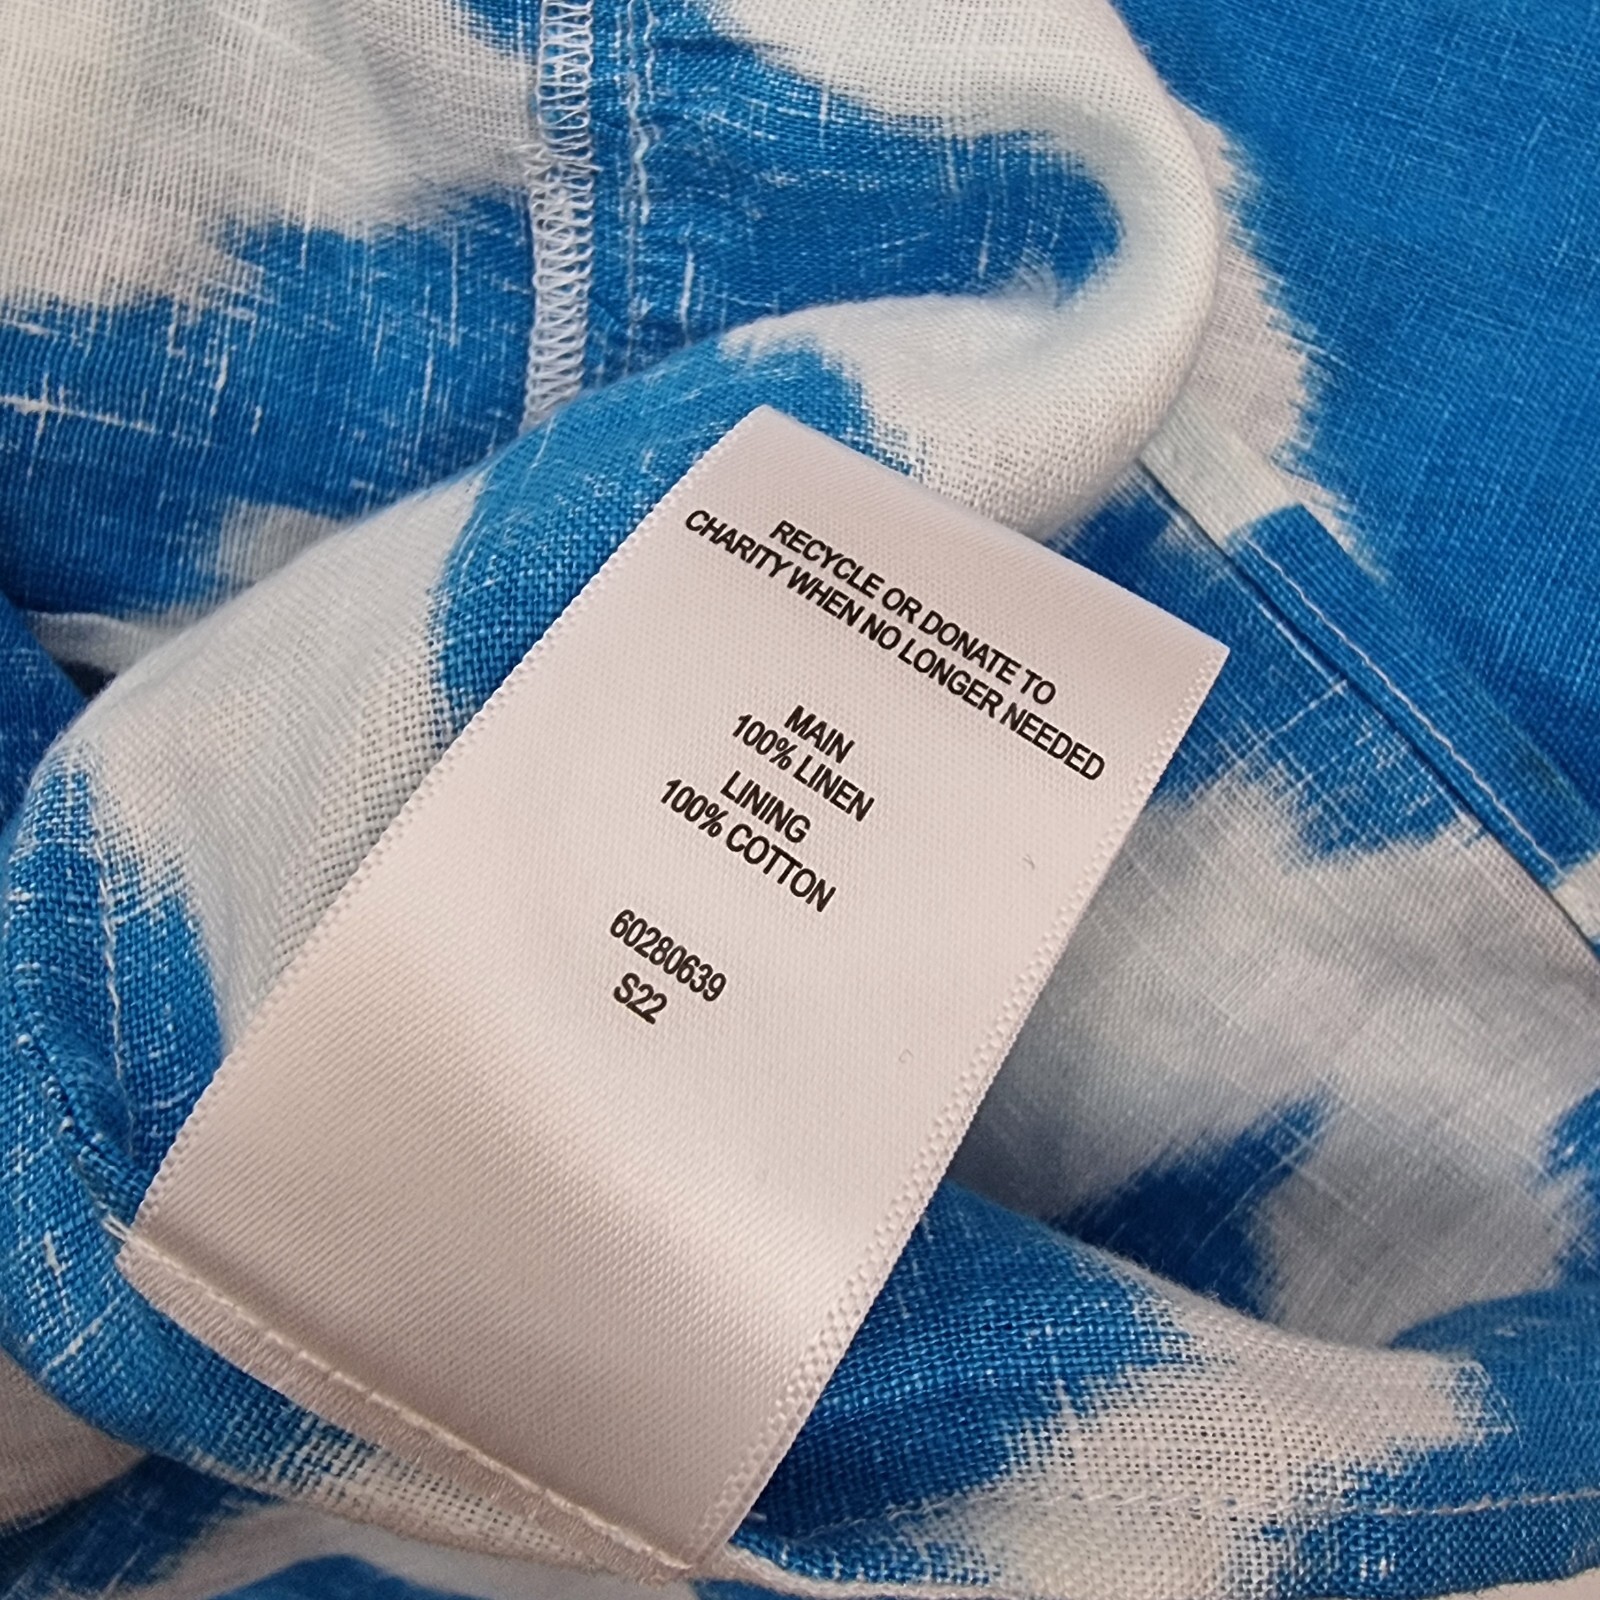 RECYCLE OR DONATE TO
CHARITY WHEN NO LONGER NEEDED
MAIN
100% LINEN
LINING
100% COTTON
60280639
S22